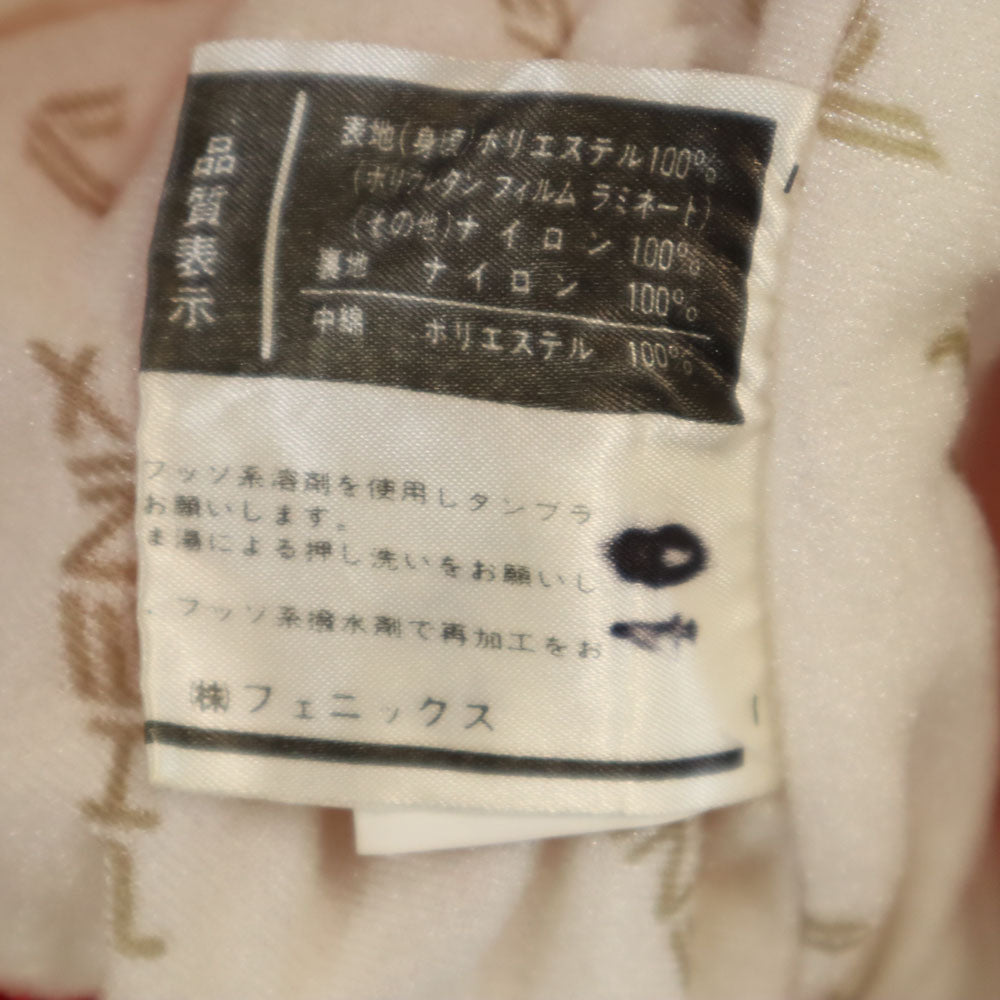 品質表示
表地(身頃)ポリエステル100%
(ポリウレタンフィルムラミネート)
(その他)ナイロン 100%
裏地 ナイロン 100%
中綿 ポリエステル 100%
フッソ系溶剤を使用しタンブラ
お願いします。
ま湯による押し洗いをお願いし
フッソ系撥水剤で再加工をお
(株)フェニックス